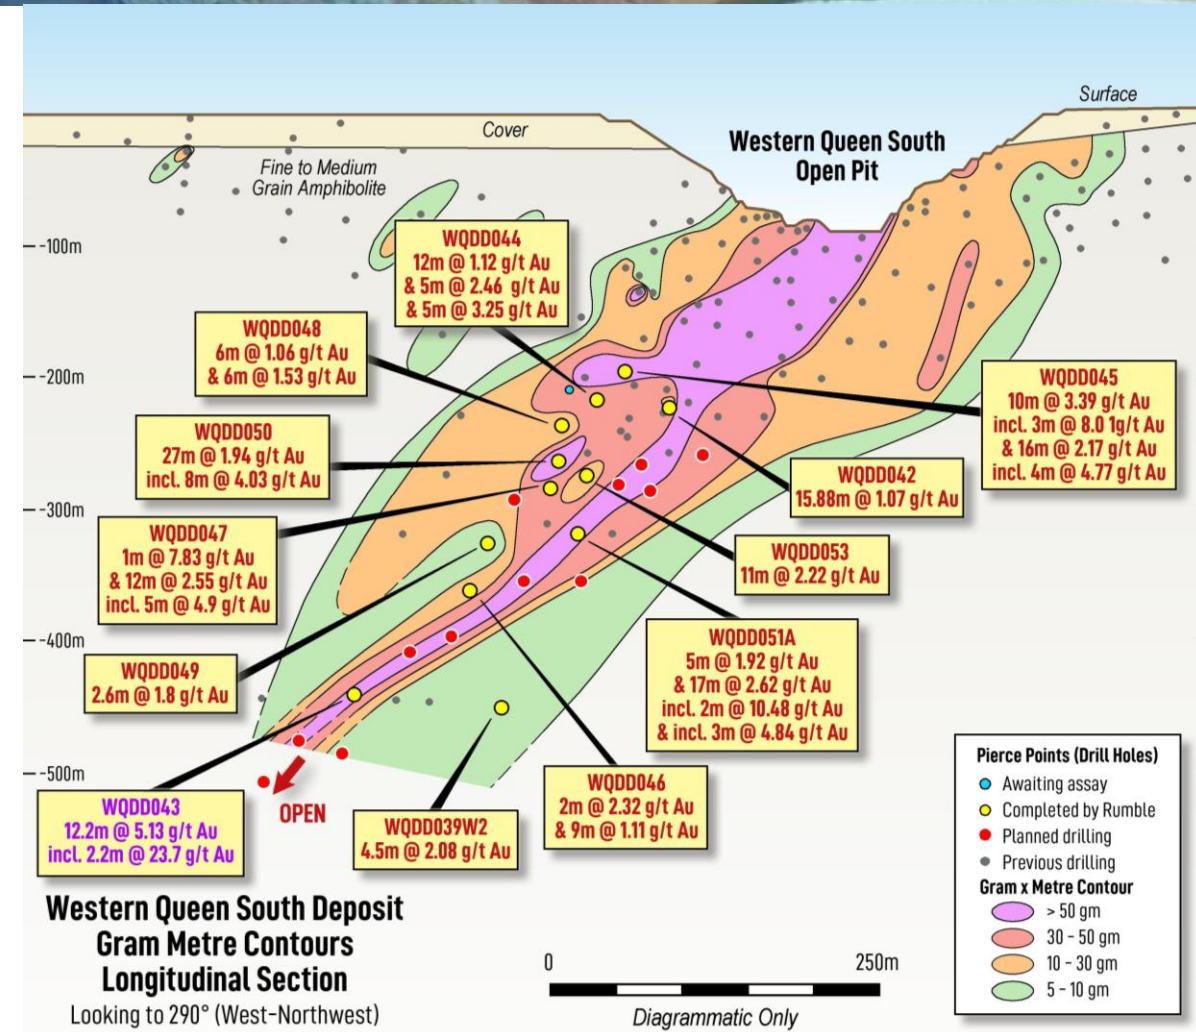 Surface
Cover
Western Queen South
Open Pit
Fine to Medium
Grain Amphibolite
-100m
-200m
-300m
-400m
-500m
WQDD044
12m @ 1.12 g/t Au
& 5m @ 2.46 g/t Au
& 5m @ 3.25 g/t Au
WQDD048
6m @ 1.06 g/t Au
& 6m @ 1.53 g/t Au
WQDD045
10m @ 3.39 g/t Au
incl. 3m @ 8.0 1g/t Au
& 16m @ 2.17 g/t Au
incl. 4m @ 4.77 g/t Au
WQDD050
27m @ 1.94 g/t Au
incl. 8m @ 4.03 g/t Au
WQDD042
15.88m @ 1.07 g/t Au
WQDD047
1m @ 7.83 g/t Au
& 12m @ 2.55 g/t Au
incl. 5m @ 4.9 g/t Au
WQDD053
11m @ 2.22 g/t Au
WQDD049
2.6m @ 1.8 g/t Au
WQDD051A
5m @ 1.92 g/t Au
& 17m @ 2.62 g/t Au
incl. 2m @ 10.48 g/t Au
& incl. 3m @ 4.84 g/t Au
WQDD043
12.2m @ 5.13 g/t Au
incl. 2.2m @ 23.7 g/t Au
OPEN
WQDD039W2
4.5m @ 2.08 g/t Au
WQDD046
2m @ 2.32 g/t Au
& 9m @ 1.11 g/t Au
Pierce Points (Drill Holes)
Awaiting assay
Completed by Rumble
Planned drilling
Previous drilling
Gram x Metre Contour
> 50 gm
30 - 50 gm
10 - 30 gm
5 - 10 gm
Western Queen South Deposit
Gram Metre Contours
Longitudinal Section
Looking to 290° (West-Northwest)
0 250m
Diagrammatic Only